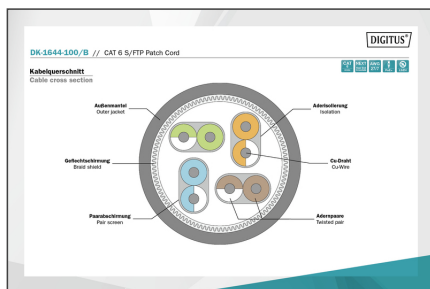 DIGITUS®
DK-1644-100/B // CAT 6 S/FTP Patch Cord
Kabelquerschnitt
Cable cross section
Außenmantel
Outer jacket
Aderisolierung
Isolation
Geflechtschirmung
Braid shield
Cu-Draht
Cu-Wire
Paarabschirmung
Pair screen
Adernpaare
Twisted pair